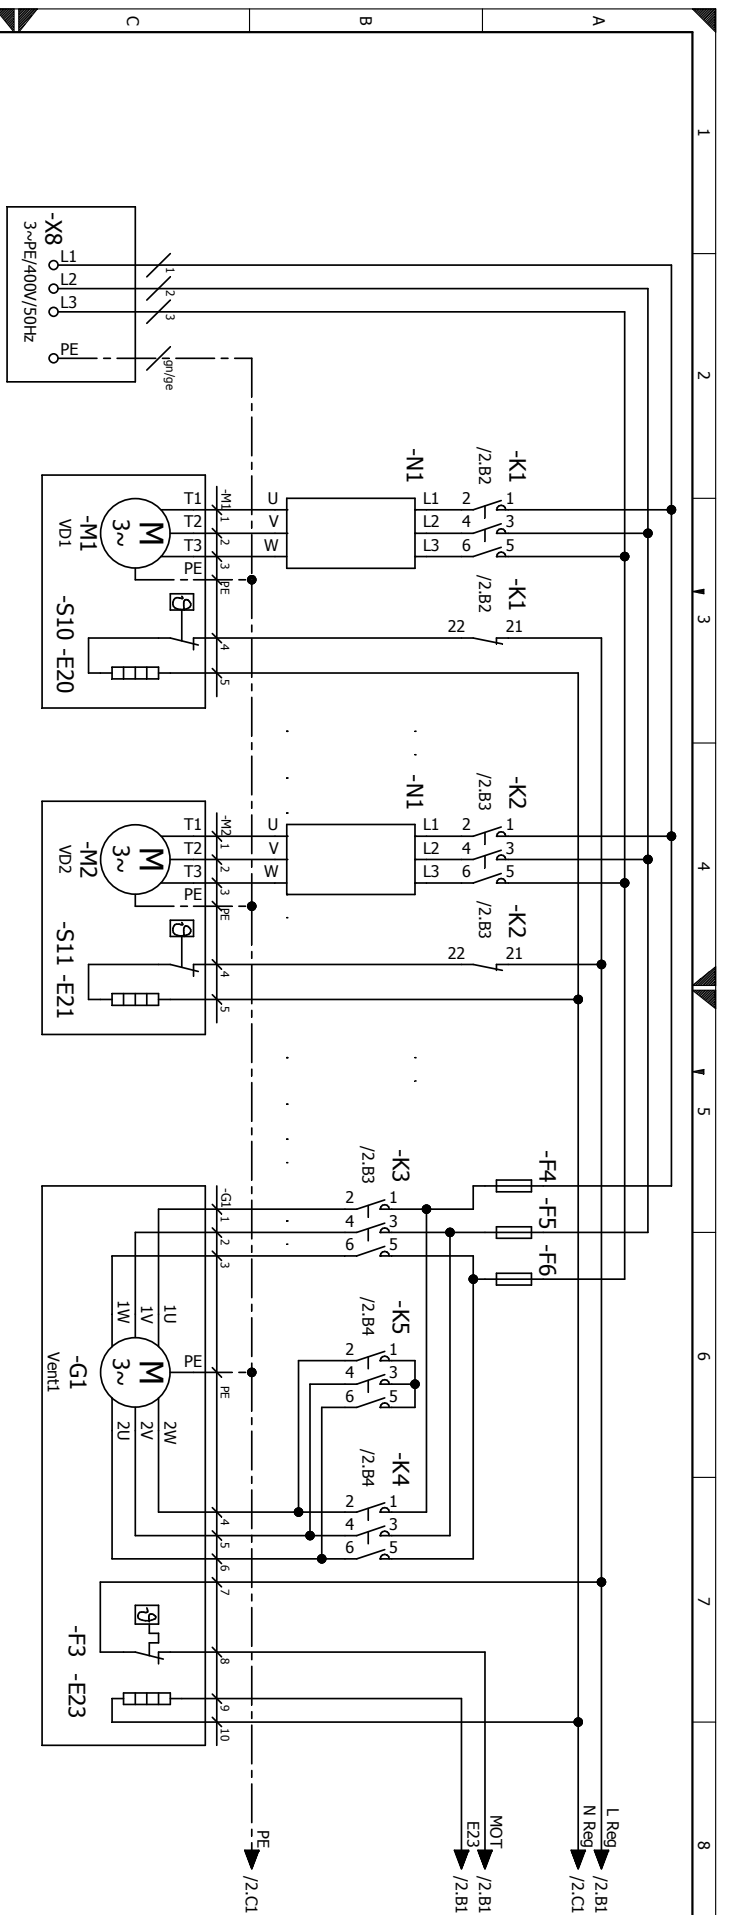 1
2
3
4
5
6
7
8
A
B
C
-X8
3~PE/400V/50Hz
L1
L2
L3
PE
1
2
3
gn/ge
-K1
/2.B2
1
3
5
2
4
6
L1
L2
L3
-N1
U
V
W
-M1
1
2
3
PE
T1
T2
T3
PE
M
3~
-M1
VD1
-K1
/2.B2
21
22
4
5
ϑ
-S10 -E20
-K2
/2.B3
1
3
5
2
4
6
L1
L2
L3
-N1
U
V
W
-M2
1
2
3
PE
T1
T2
T3
PE
M
3~
-M2
VD2
-K2
/2.B3
21
22
4
5
ϑ
-S11 -E21
-F4
-F5
-F6
-K3
/2.B3
1
3
5
2
4
6
-K5
/2.B4
1
3
5
2
4
6
-K4
/2.B4
1
3
5
2
4
6
-G1
1
2
3
PE
4
5
6
7
8
9
10
1U
1V
1W
PE
2W
2V
2U
M
3~
-G1
Vent1
ϑ
-F3 -E23
L Reg
/2.B1
N Reg
/2.C1
MOT
/2.B1
E23
/2.B1
PE
/2.C1